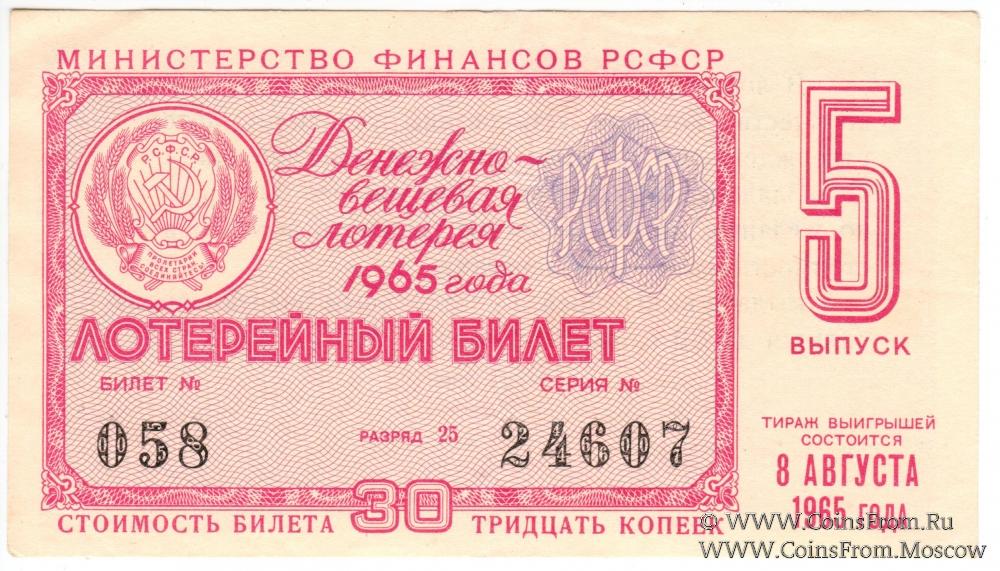 МИНИСТЕРСТВО ФИНАНСОВ РСФСР
Р.С.Ф.С.Р.
ПРОЛЕТАРИИ
ВСЕХ СТРАН,
СОЕДИНЯЙТЕСЬ!
Денежно-
вещевая
лотерея
1965 года
РСФСР
ЛОТЕРЕЙНЫЙ БИЛЕТ
БИЛЕТ №
СЕРИЯ №
058
РАЗРЯД 25
24607
СТОИМОСТЬ БИЛЕТА 30 ТРИДЦАТЬ КОПЕЕК
5
ВЫПУСК
ТИРАЖ ВЫИГРЫШЕЙ
СОСТОИТСЯ
8 АВГУСТА
1965 ГОДА
© www.CoinsFrom.Ru
www.CoinsFrom.Moscow